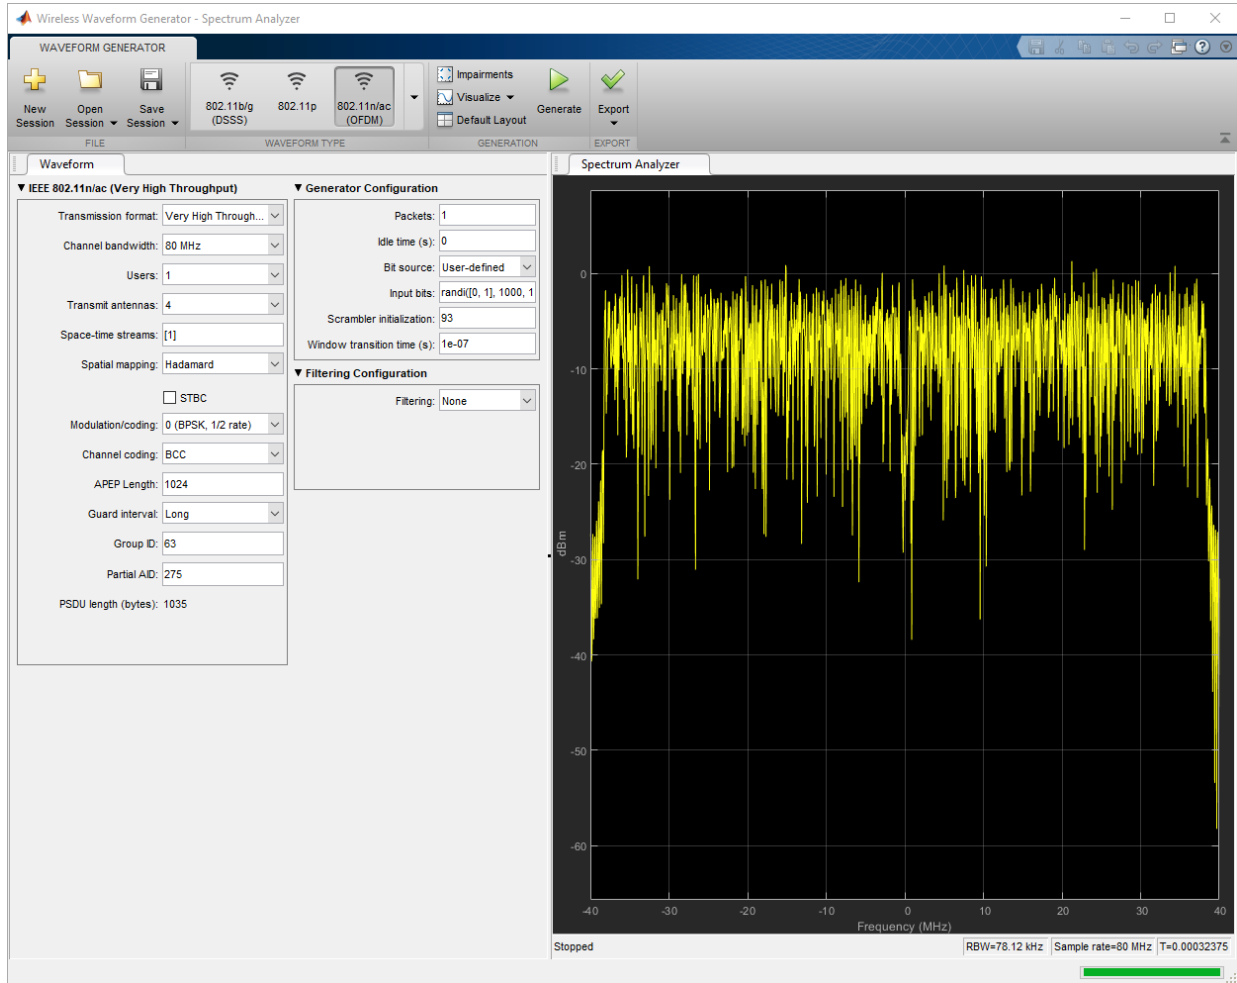 Wireless Waveform Generator - Spectrum Analyzer
WAVEFORM GENERATOR
New Session
Open Session
Save Session
FILE
802.11b/g (DSSS)
802.11p
802.11n/ac (OFDM)
WAVEFORM TYPE
Impairments
Visualize
Default Layout
Generate
GENERATION
Export
EXPORT
Waveform
IEEE 802.11n/ac (Very High Throughput)
Transmission format: Very High Through...
Channel bandwidth: 80 MHz
Users: 1
Transmit antennas: 4
Space-time streams: [1]
Spatial mapping: Hadamard
STBC
Modulation/coding: 0 (BPSK, 1/2 rate)
Channel coding: BCC
APEP Length: 1024
Guard interval: Long
Group ID: 63
Partial AID: 275
PSDU length (bytes): 1035
Generator Configuration
Packets: 1
Idle time (s): 0
Bit source: User-defined
Input bits: randi([0, 1], 1000, 1
Scrambler initialization: 93
Window transition time (s): 1e-07
Filtering Configuration
Filtering: None
Spectrum Analyzer
0
-10
-20
-30
-40
-50
-60
dBm
-40 -30 -20 -10 0 10 20 30 40
Frequency (MHz)
Stopped
RBW=78.12 kHz Sample rate=80 MHz T=0.00032375